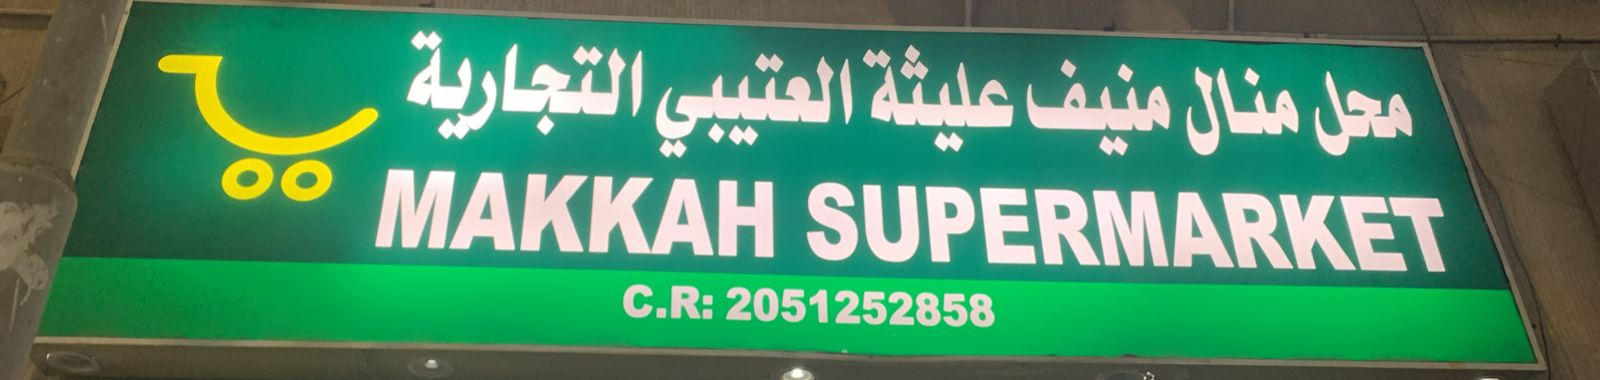 محل منال منيف عليثة العتيبي التجارية
MAKKAH SUPERMARKET
C.R: 2051252858